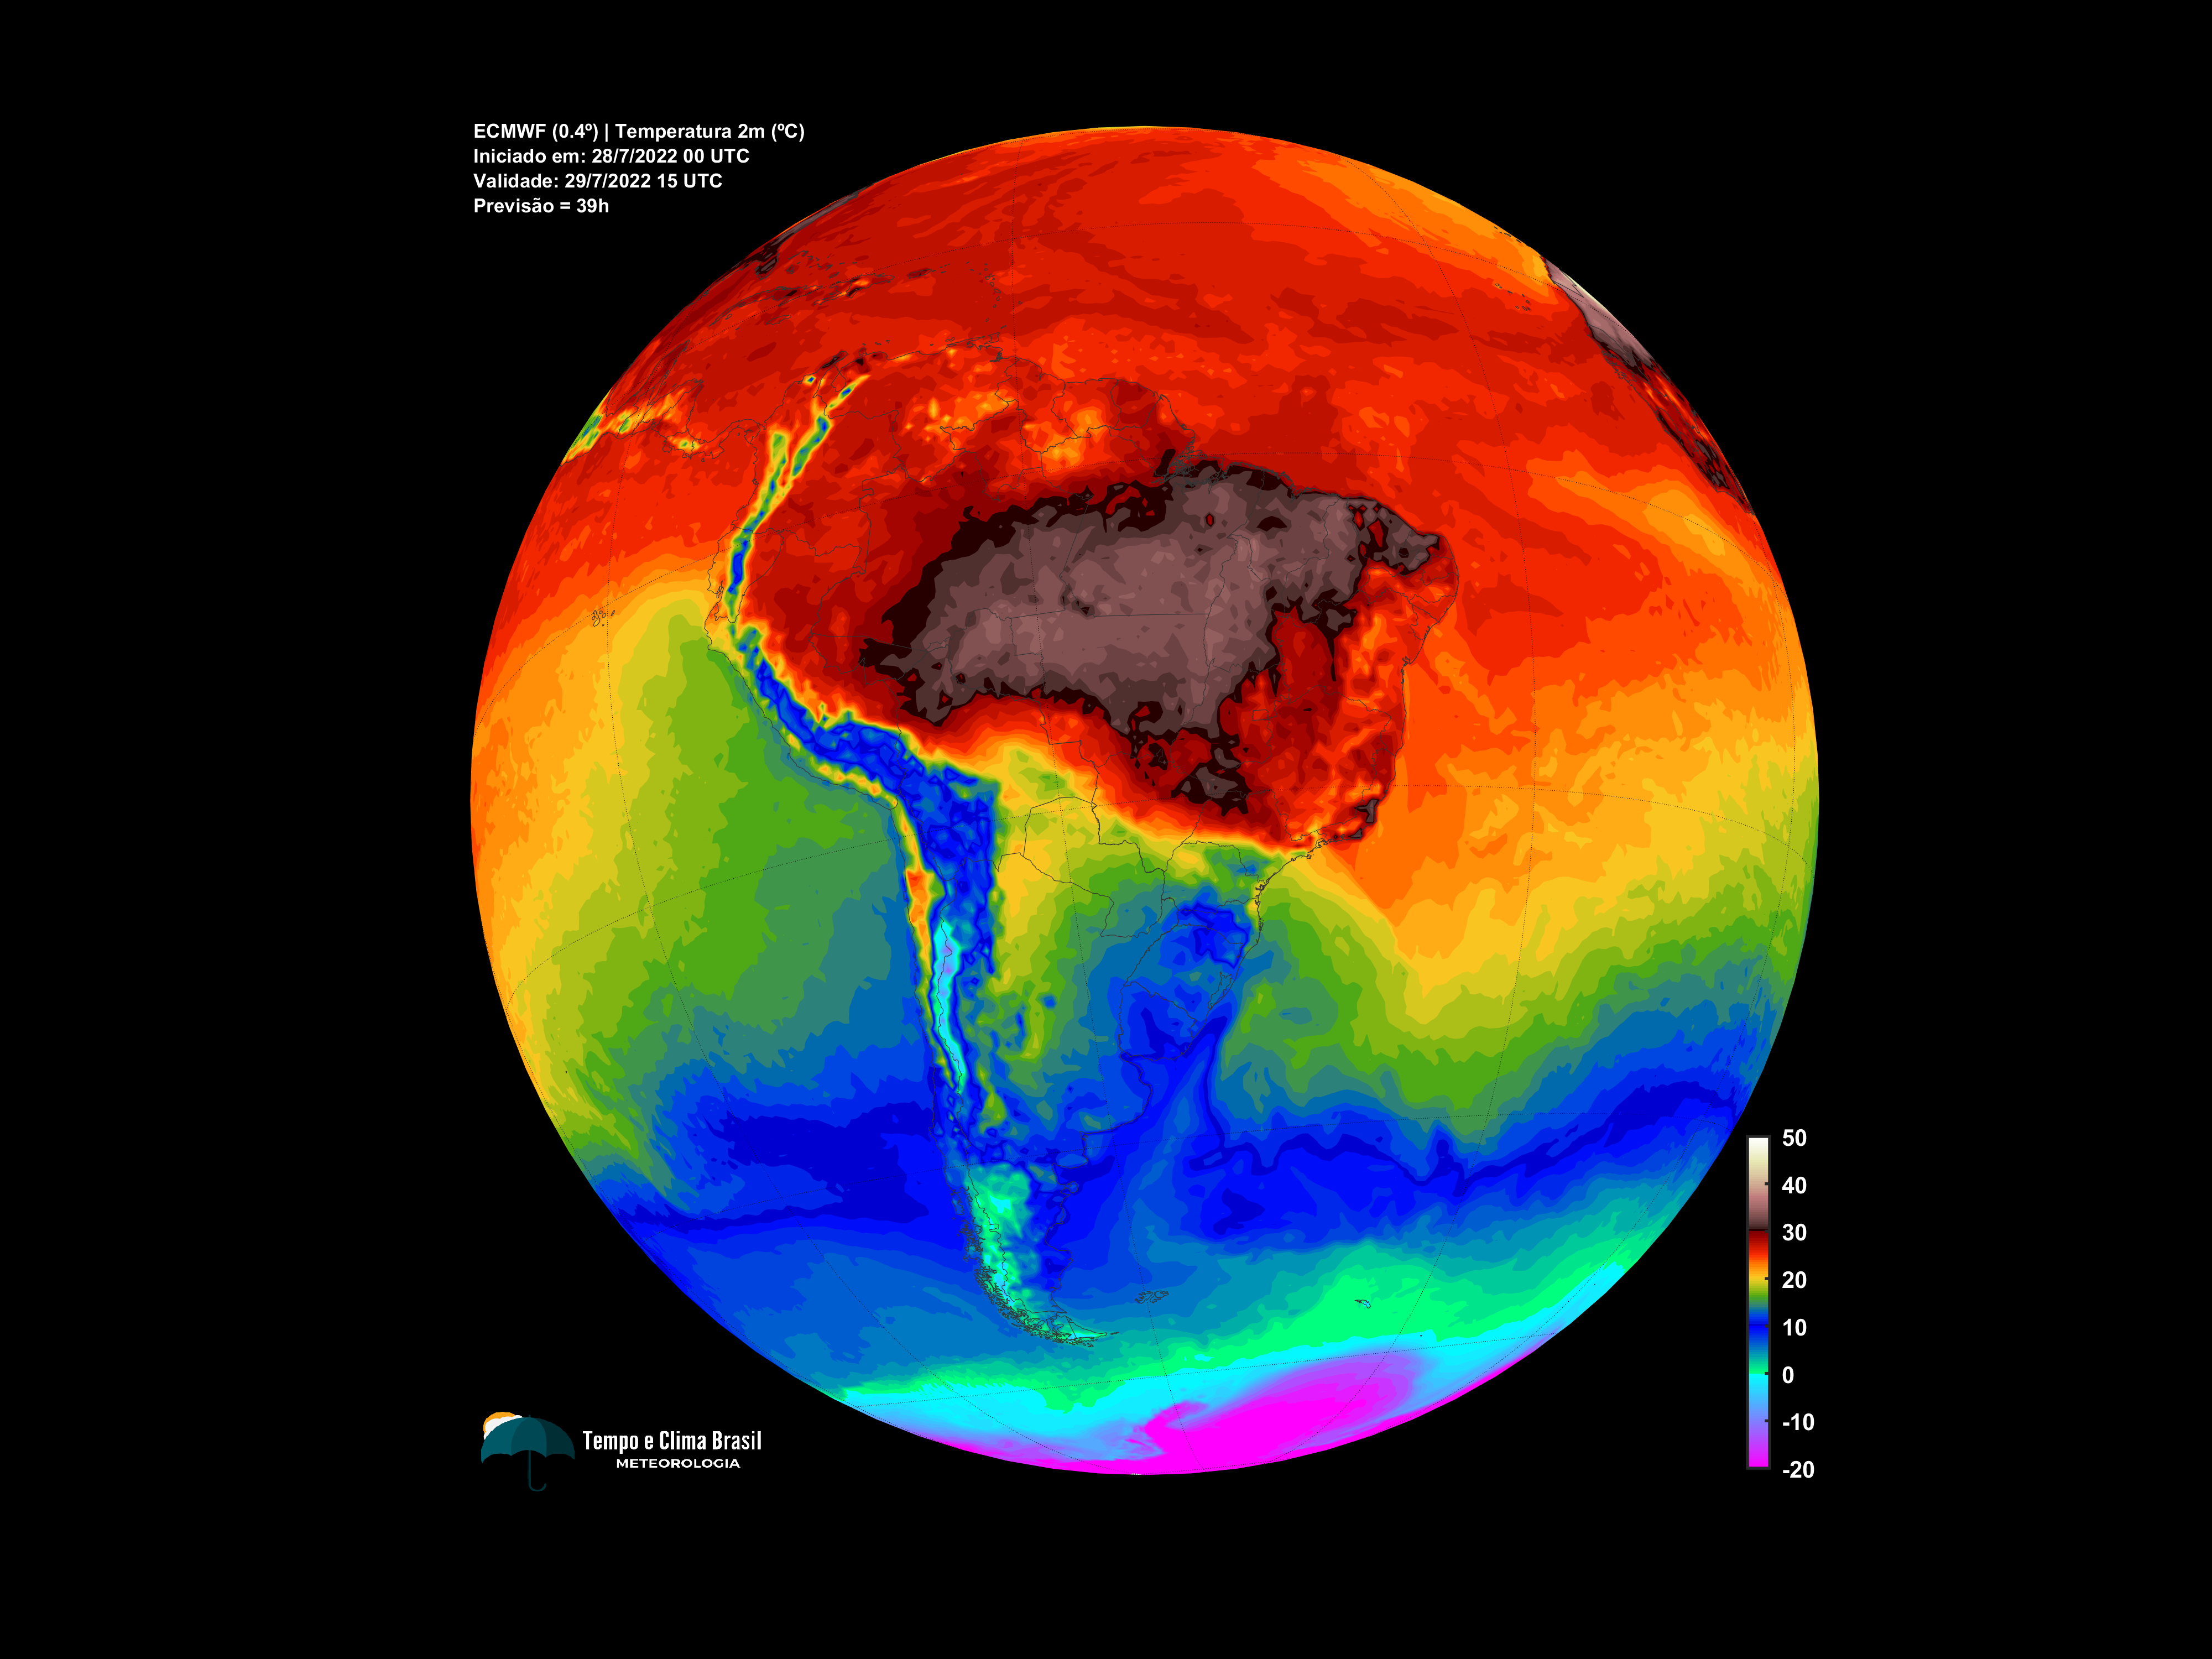 ECMWF (0.4º) | Temperatura 2m (ºC)
Iniciado em: 28/7/2022 00 UTC
Validade: 29/7/2022 15 UTC
Previsão = 39h
50
40
30
20
10
0
-10
-20
Tempo e Clima Brasil
METEOROLOGIA